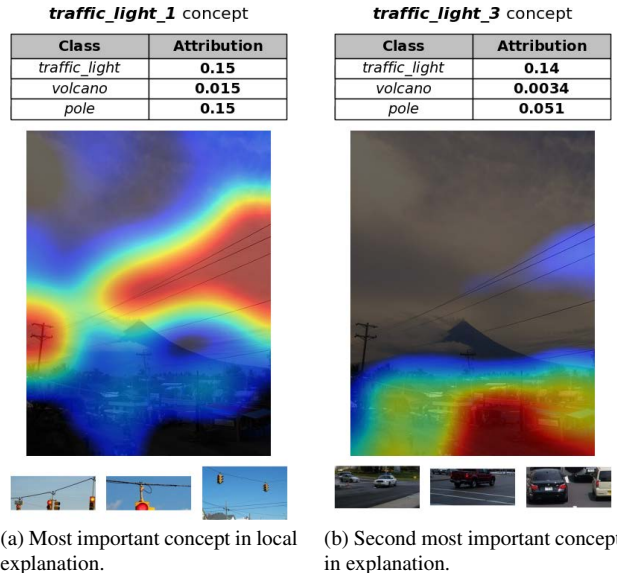 traffic_light_1 concept
Class Attribution
traffic_light 0.15
volcano 0.015
pole 0.15
(a) Most important concept in local
explanation.
traffic_light_3 concept
Class Attribution
traffic_light 0.14
volcano 0.0034
pole 0.051
(b) Second most important concept
in explanation.